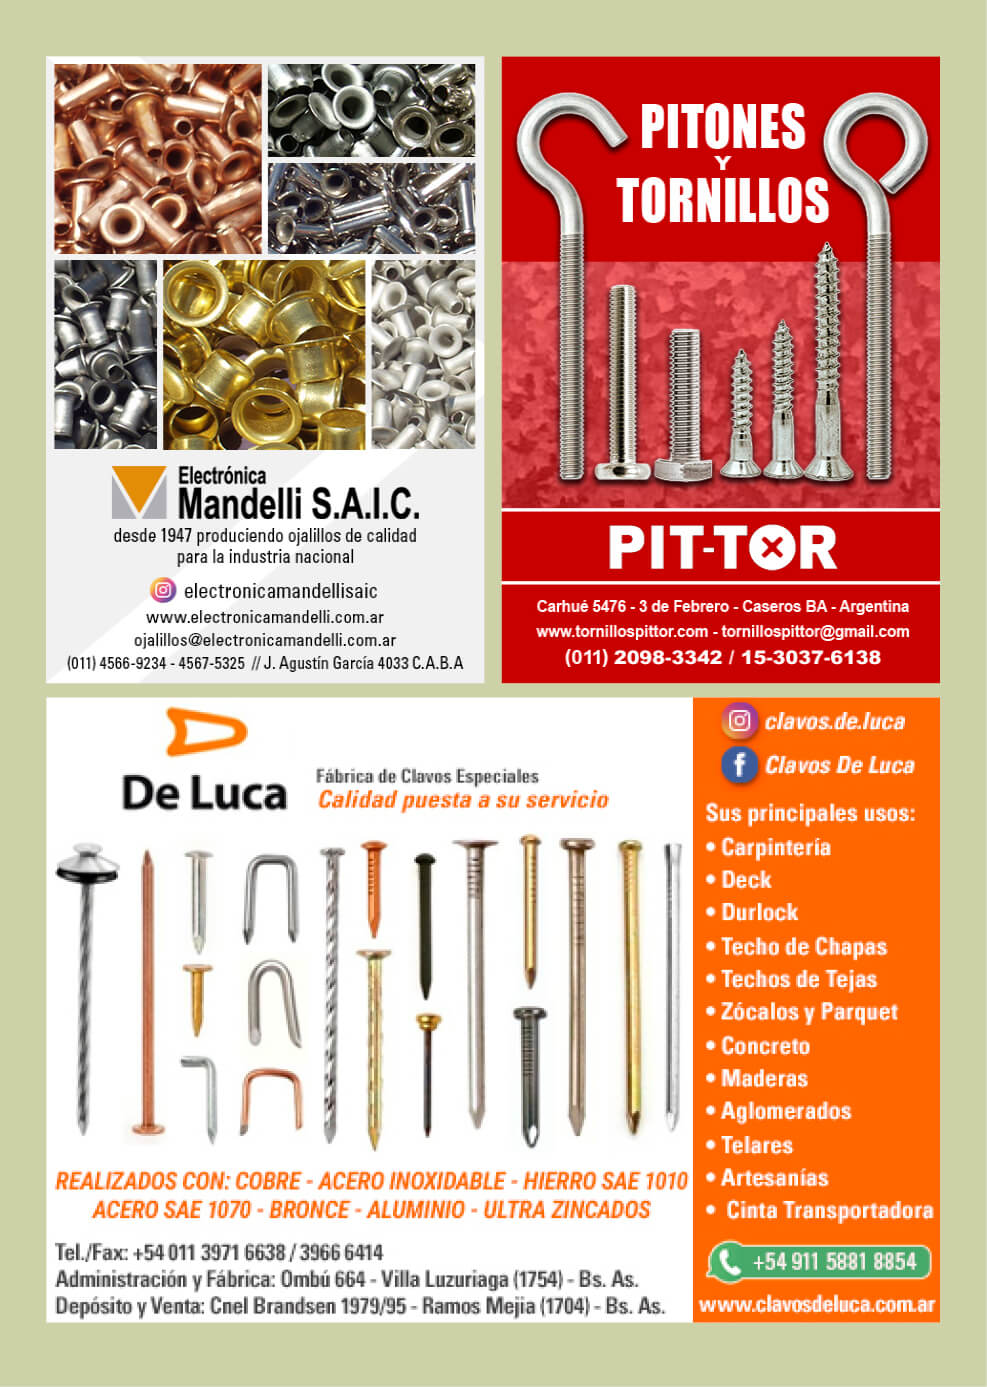 Electrónica
Mandelli S.A.I.C.
desde 1947 produciendo ojalillos de calidad
para la industria nacional
electronicamandellisaic
www.electronicamandelli.com.ar
ojalillos@electronicamandelli.com.ar
(011) 4566-9234 - 4567-5325 // J. Agustín García 4033 C.A.B.A
PITONES
Y
TORNILLOS
PIT-TOR
Carhué 5476 - 3 de Febrero - Caseros BA - Argentina
www.tornillospittor.com - tornillospittor@gmail.com
(011) 2098-3342 / 15-3037-6138
De Luca
Fábrica de Clavos Especiales
Calidad puesta a su servicio
REALIZADOS CON: COBRE - ACERO INOXIDABLE - HIERRO SAE 1010
ACERO SAE 1070 - BRONCE - ALUMINIO - ULTRA ZINCADOS
Tel./Fax: +54 011 3971 6638 / 3966 6414
Administración y Fábrica: Ombú 664 - Villa Luzuriaga (1754) - Bs. As.
Depósito y Venta: Cnel Brandsen 1979/95 - Ramos Mejia (1704) - Bs. As.
clavos.de.luca
Clavos De Luca
Sus principales usos:
• Carpintería
• Deck
• Durlock
• Techo de Chapas
• Techos de Tejas
• Zócalos y Parquet
• Concreto
• Maderas
• Aglomerados
• Telares
• Artesanías
• Cinta Transportadora
+54 911 5881 8854
www.clavosdeluca.com.ar